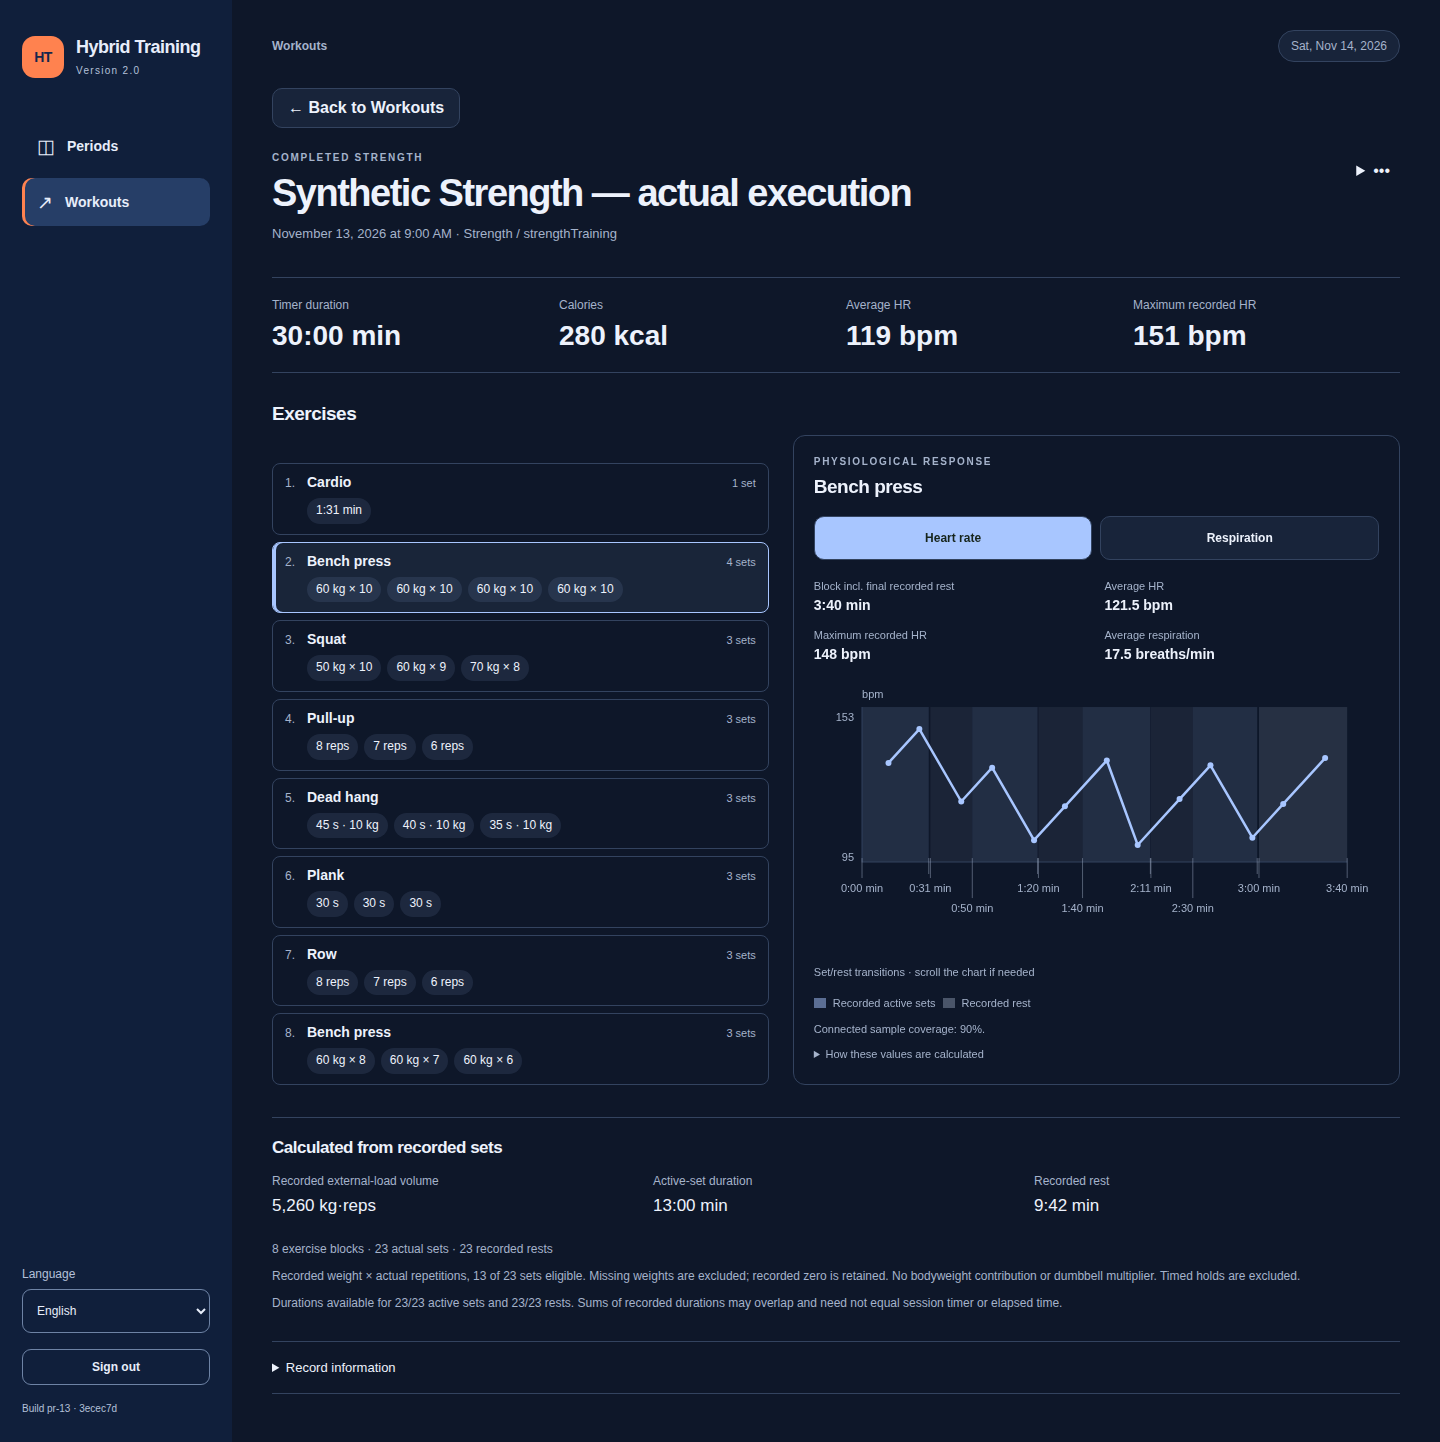 HT
Hybrid Training
Version 2.0
Periods
Workouts
Language
English
Sign out
Build pr-13 · 3ecec7d
Workouts
Sat, Nov 14, 2026
← Back to Workouts
COMPLETED STRENGTH
Synthetic Strength — actual execution
November 13, 2026 at 9:00 AM · Strength / strengthTraining
Timer duration
30:00 min
Calories
280 kcal
Average HR
119 bpm
Maximum recorded HR
151 bpm
Exercises
1. Cardio 1 set
1:31 min
2. Bench press 4 sets
60 kg × 10 60 kg × 10 60 kg × 10 60 kg × 10
3. Squat 3 sets
50 kg × 10 60 kg × 9 70 kg × 8
4. Pull-up 3 sets
8 reps 7 reps 6 reps
5. Dead hang 3 sets
45 s · 10 kg 40 s · 10 kg 35 s · 10 kg
6. Plank 3 sets
30 s 30 s 30 s
7. Row 3 sets
8 reps 7 reps 6 reps
8. Bench press 3 sets
60 kg × 8 60 kg × 7 60 kg × 6
PHYSIOLOGICAL RESPONSE
Bench press
Heart rate Respiration
Block incl. final recorded rest
3:40 min
Average HR
121.5 bpm
Maximum recorded HR
148 bpm
Average respiration
17.5 breaths/min
bpm
153
95
0:00 min 0:31 min 1:20 min 2:11 min 3:00 min 3:40 min
0:50 min 1:40 min 2:30 min
Set/rest transitions · scroll the chart if needed
Recorded active sets Recorded rest
Connected sample coverage: 90%.
How these values are calculated
Calculated from recorded sets
Recorded external-load volume
5,260 kg·reps
Active-set duration
13:00 min
Recorded rest
9:42 min
8 exercise blocks · 23 actual sets · 23 recorded rests
Recorded weight × actual repetitions, 13 of 23 sets eligible. Missing weights are excluded; recorded zero is retained. No bodyweight contribution or dumbbell multiplier. Timed holds are excluded.
Durations available for 23/23 active sets and 23/23 rests. Sums of recorded durations may overlap and need not equal session timer or elapsed time.
Record information